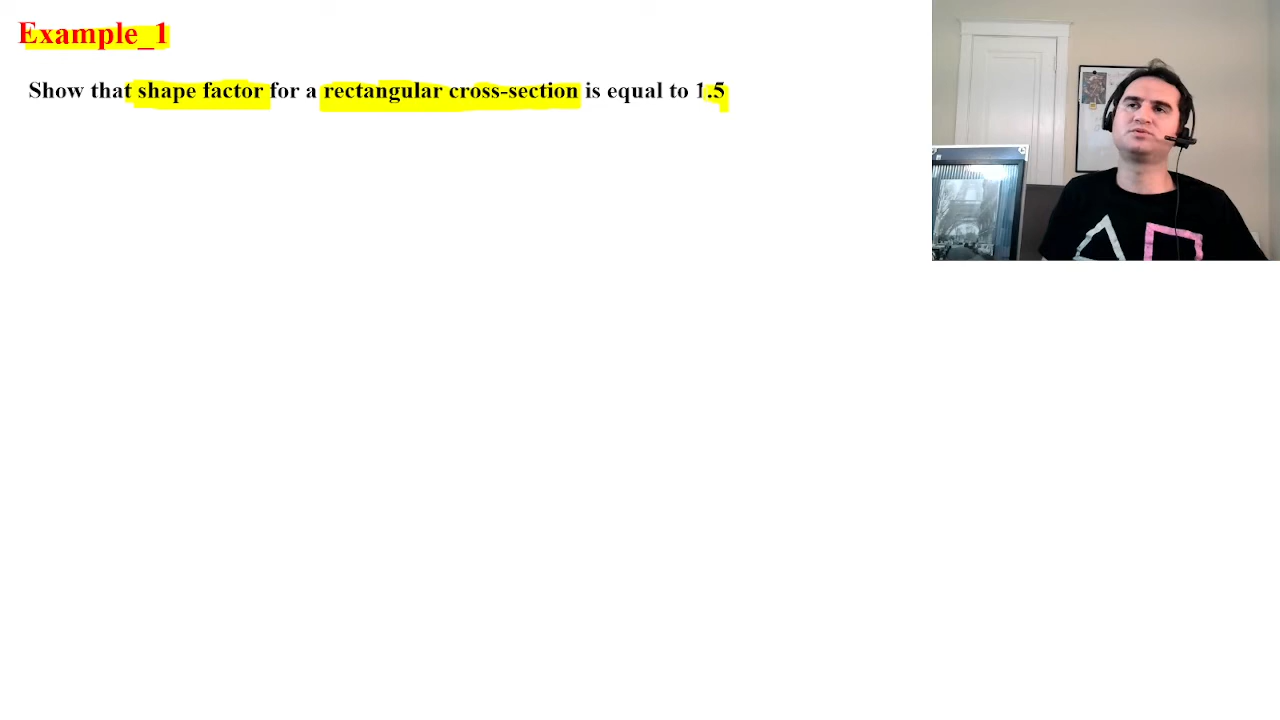 Example_1
Show that shape factor for a rectangular cross-section is equal to 1.5